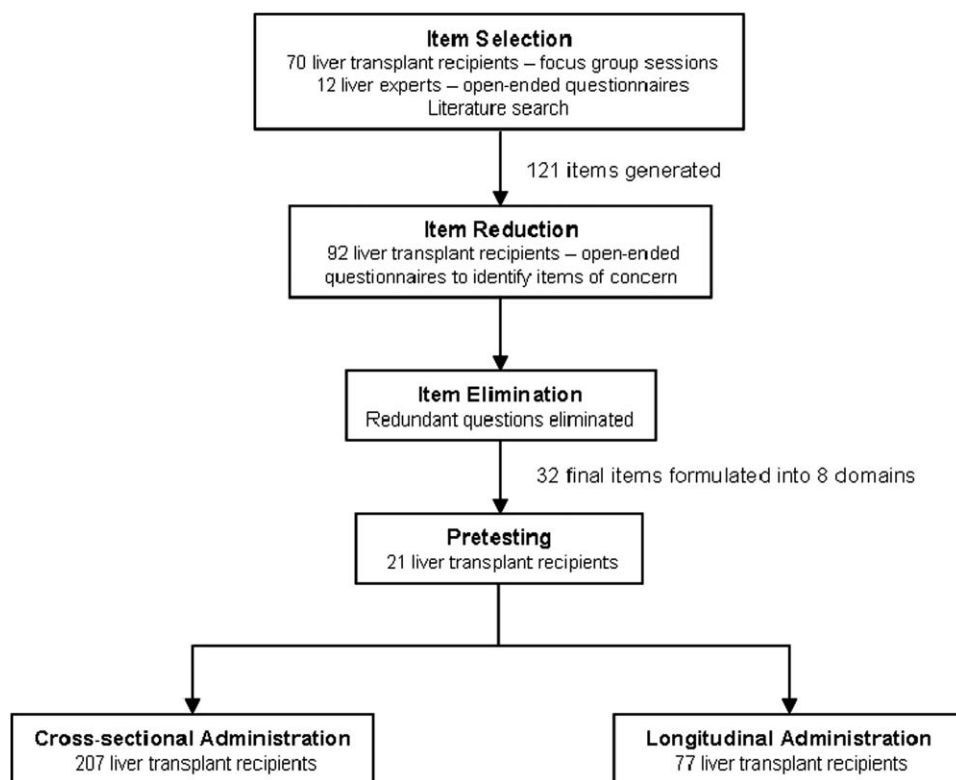 Item Selection
70 liver transplant recipients – focus group sessions
12 liver experts – open-ended questionnaires
Literature search
121 items generated
Item Reduction
92 liver transplant recipients – open-ended
questionnaires to identify items of concern
Item Elimination
Redundant questions eliminated
32 final items formulated into 8 domains
Pretesting
21 liver transplant recipients
Cross-sectional Administration
207 liver transplant recipients
Longitudinal Administration
77 liver transplant recipients